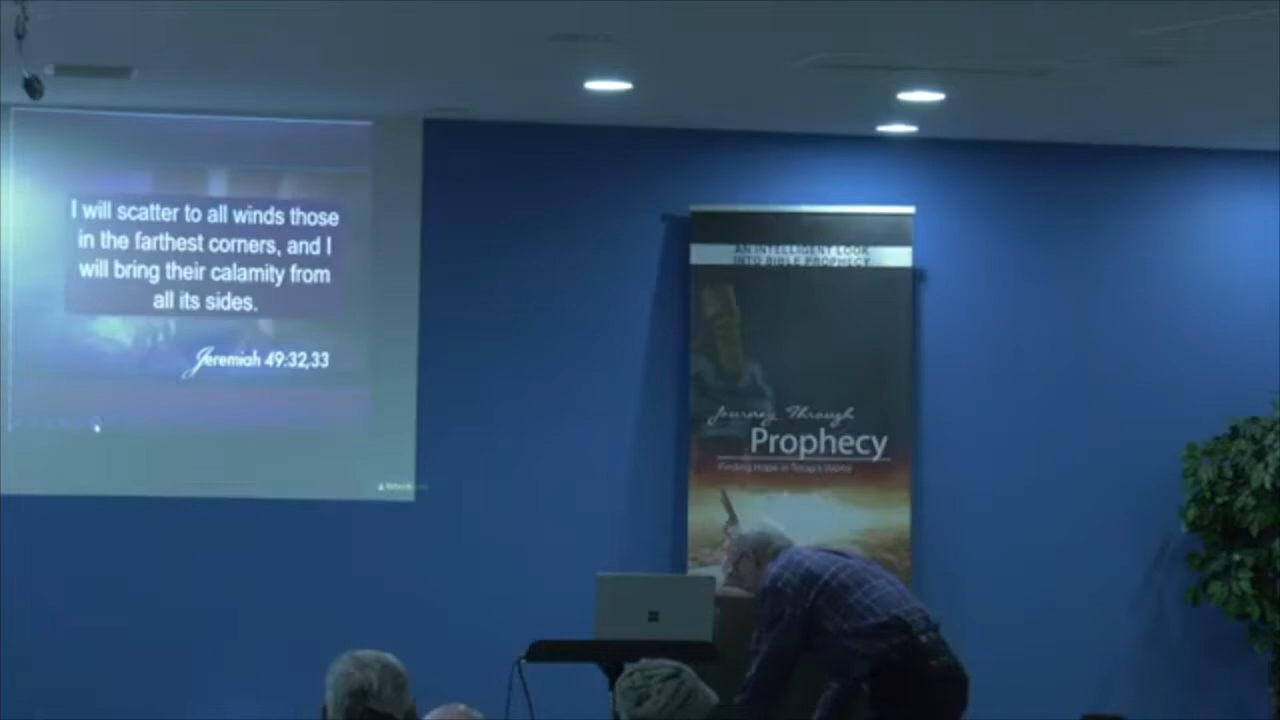 I will scatter to all winds those
in the farthest corners, and I
will bring their calamity from
all its sides.
Jeremiah 49:32,33
AN INTELLIGENT LOOK
INTO BIBLE PROPHECY
Journey Through
Prophecy
Finding Hope in Today's World